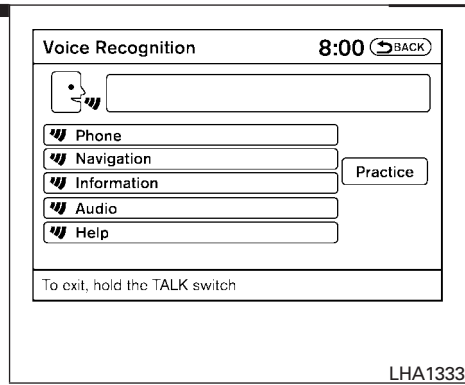 Voice Recognition 8:00 BACK
Phone
Navigation
Practice
Information
Audio
Help
To exit, hold the TALK switch
LHA1333